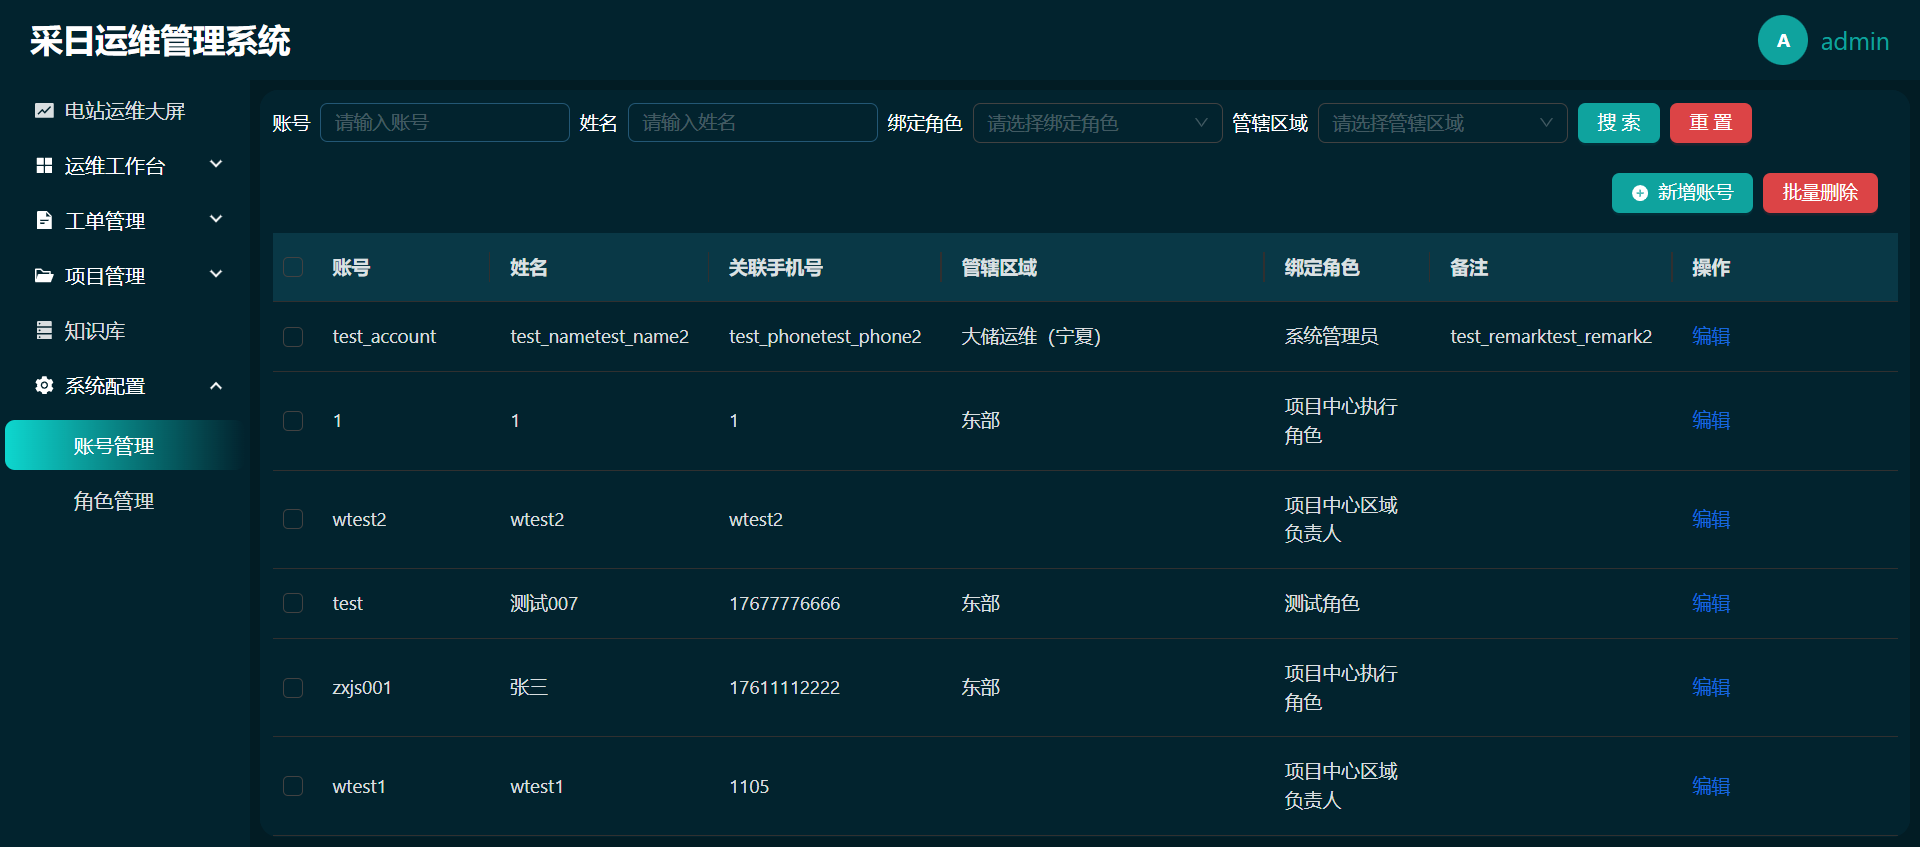 采日运维管理系统
A admin
电站运维大屏
运维工作台
工单管理
项目管理
知识库
系统配置
账号管理
角色管理
账号 请输入账号 姓名 请输入姓名 绑定角色 请选择绑定角色 管辖区域 请选择管辖区域 搜 索 重 置
新增账号 批量删除
账号 姓名 关联手机号 管辖区域 绑定角色 备注 操作
test_account test_nametest_name2 test_phonetest_phone2 大储运维（宁夏） 系统管理员 test_remarktest_remark2 编辑
1 1 1 东部 项目中心执行 编辑
角色
wtest2 wtest2 wtest2 项目中心区域 编辑
负责人
test 测试007 17677776666 东部 测试角色 编辑
zxjs001 张三 17611112222 东部 项目中心执行 编辑
角色
wtest1 wtest1 1105 项目中心区域 编辑
负责人